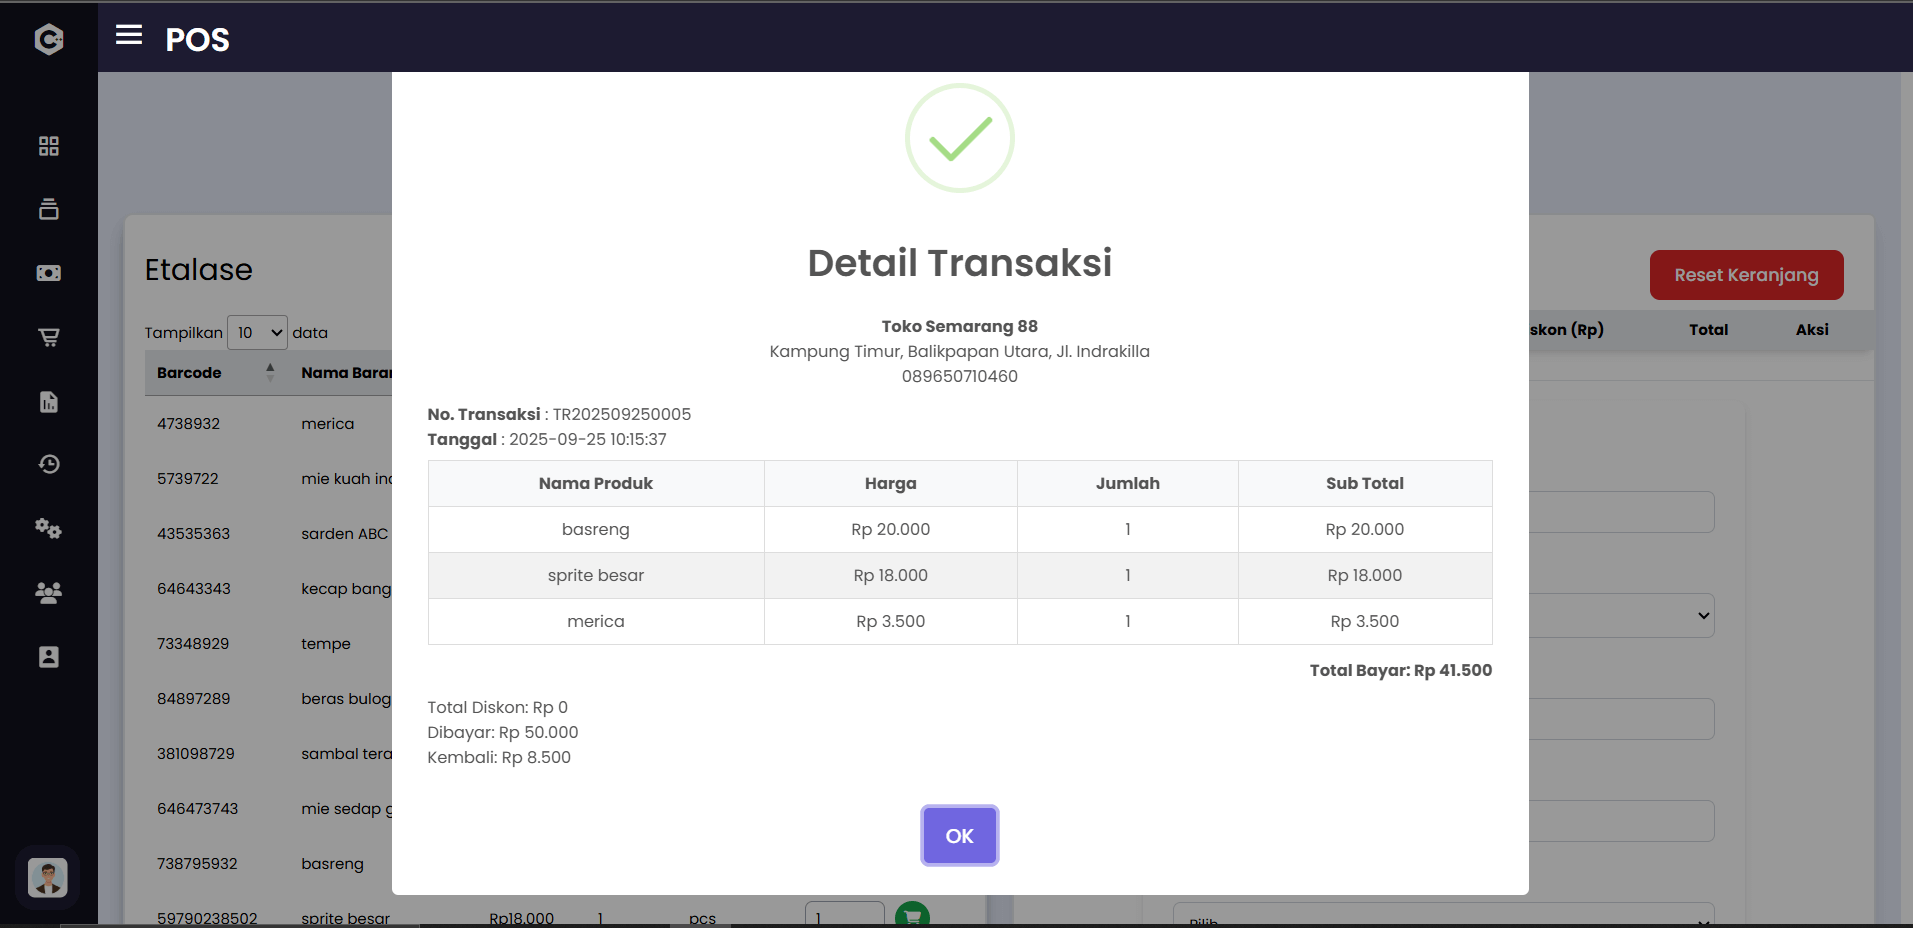 POS
Etalase
Tampilkan 10 data
Barcode Nama Barar
4738932 merica
5739722 mie kuah
43535363 sarden ABC
64643343 kecap bang
73348929 tempe
84897289 beras bulog
381098729 sambal tera
646473743 mie sedap g
738795932 basreng
59790238502 sprite besar Rp18.000 1 pcs 1
Detail Transaksi
Toko Semarang 88
Kampung Timur, Balikpapan Utara, Jl. Indrakilla
089650710460
No. Transaksi : TR202509250005
Tanggal : 2025-09-25 10:15:37
Nama Produk Harga Jumlah Sub Total
basreng Rp 20.000 1 Rp 20.000
sprite besar Rp 18.000 1 Rp 18.000
merica Rp 3.500 1 Rp 3.500
Total Bayar: Rp 41.500
Total Diskon: Rp 0
Dibayar: Rp 50.000
Kembali: Rp 8.500
OK
Reset Keranjang
skon (Rp) Total Aksi
Pilih